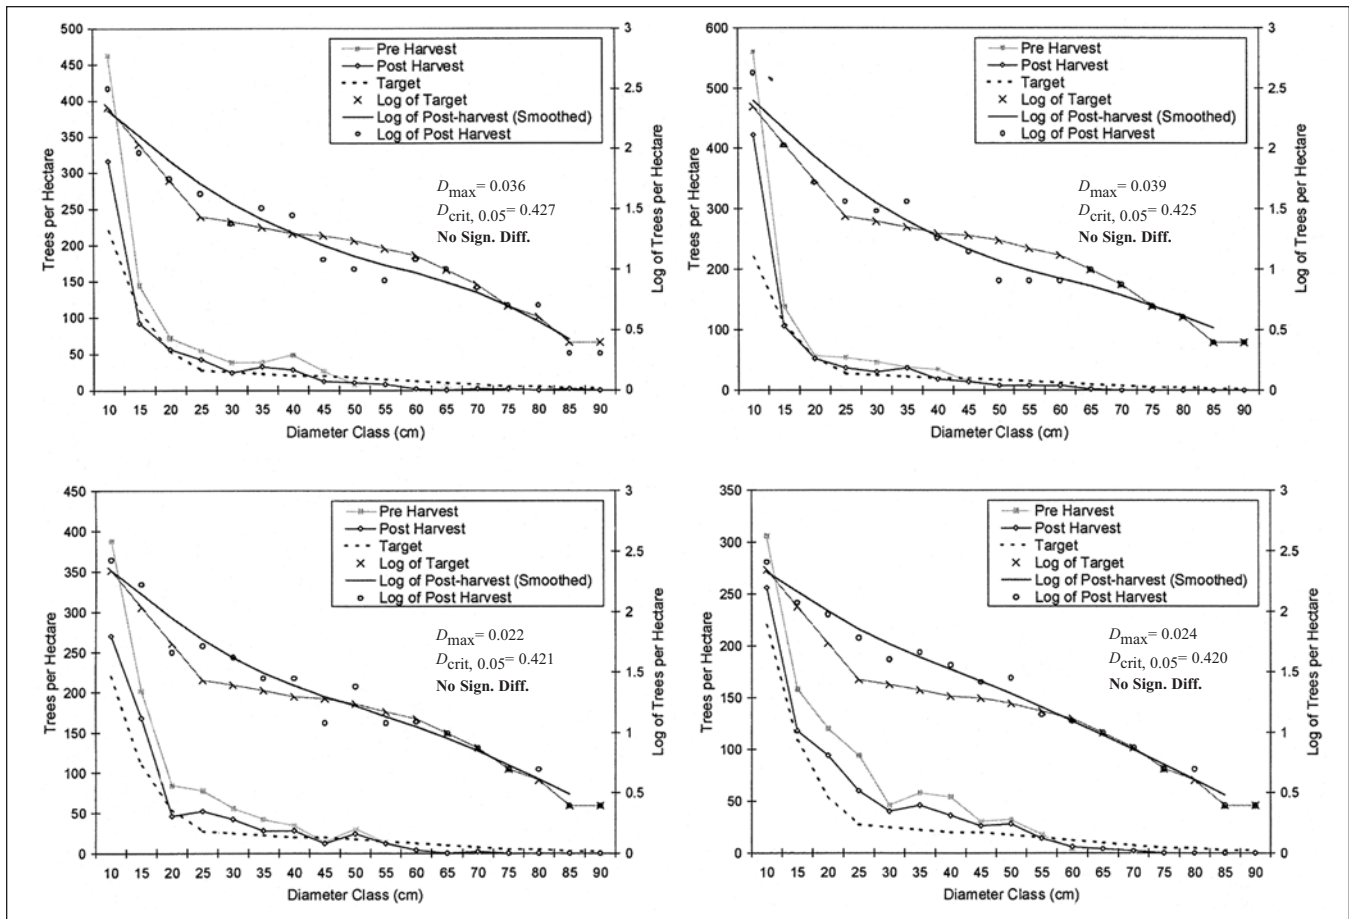 500
450
400
350
300
250
200
150
100
50
0
Trees per Hectare
3
2.5
2
1.5
1
0.5
0
Log of Trees per Hectare
Pre Harvest
Post Harvest
Target
Log of Target
Log of Post-harvest (Smoothed)
Log of Post Harvest
Dmax= 0.036
Dcrit, 0.05= 0.427
No Sign. Diff.
10 15 20 25 30 35 40 45 50 55 60 65 70 75 80 85 90
Diameter Class (cm)
600
500
400
300
200
100
0
Trees per Hectare
3
2.5
2
1.5
1
0.5
0
Log of Trees per Hectare
Pre Harvest
Post Harvest
Target
Log of Target
Log of Post-harvest (Smoothed)
Log of Post Harvest
Dmax= 0.039
Dcrit, 0.05= 0.425
No Sign. Diff.
10 15 20 25 30 35 40 45 50 55 60 65 70 75 80 85 90
Diameter Class (cm)
450
400
350
300
250
200
150
100
50
0
Trees per Hectare
3
2.5
2
1.5
1
0.5
0
Log of Trees per Hectare
Pre Harvest
Post Harvest
Target
Log of Target
Log of Post-harvest (Smoothed)
Log of Post Harvest
Dmax= 0.022
Dcrit, 0.05= 0.421
No Sign. Diff.
10 15 20 25 30 35 40 45 50 55 60 65 70 75 80 85 90
Diameter Class (cm)
350
300
350
200
150
100
50
0
Trees per Hectare
3
2.5
2
1.5
1
0.5
0
Log of Trees per Hectare
Pre Harvest
Post Harvest
Target
Log of Target
Log of Post-harvest (Smoothed)
Log of Post Harvest
Dmax= 0.024
Dcrit, 0.05= 0.420
No Sign. Diff.
10 15 20 25 30 35 40 45 50 55 60 65 70 75 80 85 90
Diameter Class (cm)